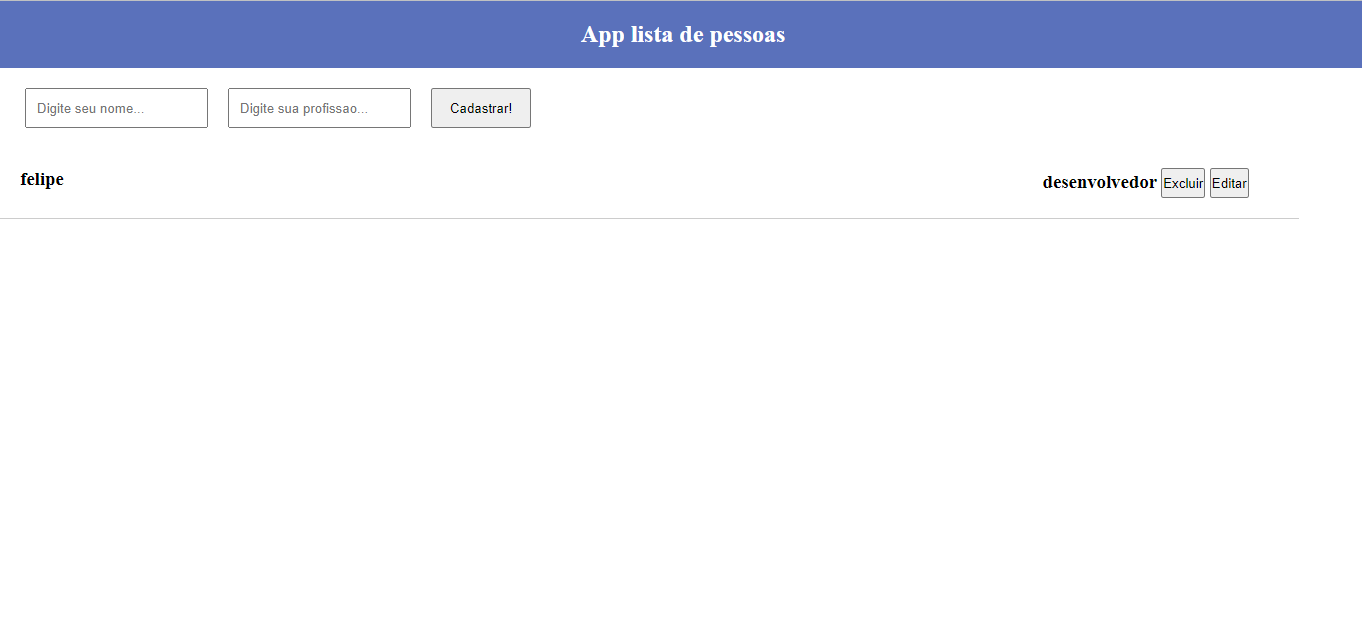 App lista de pessoas
Digite seu nome... Digite sua profissao... Cadastrar!
felipe desenvolvedor Excluir Editar